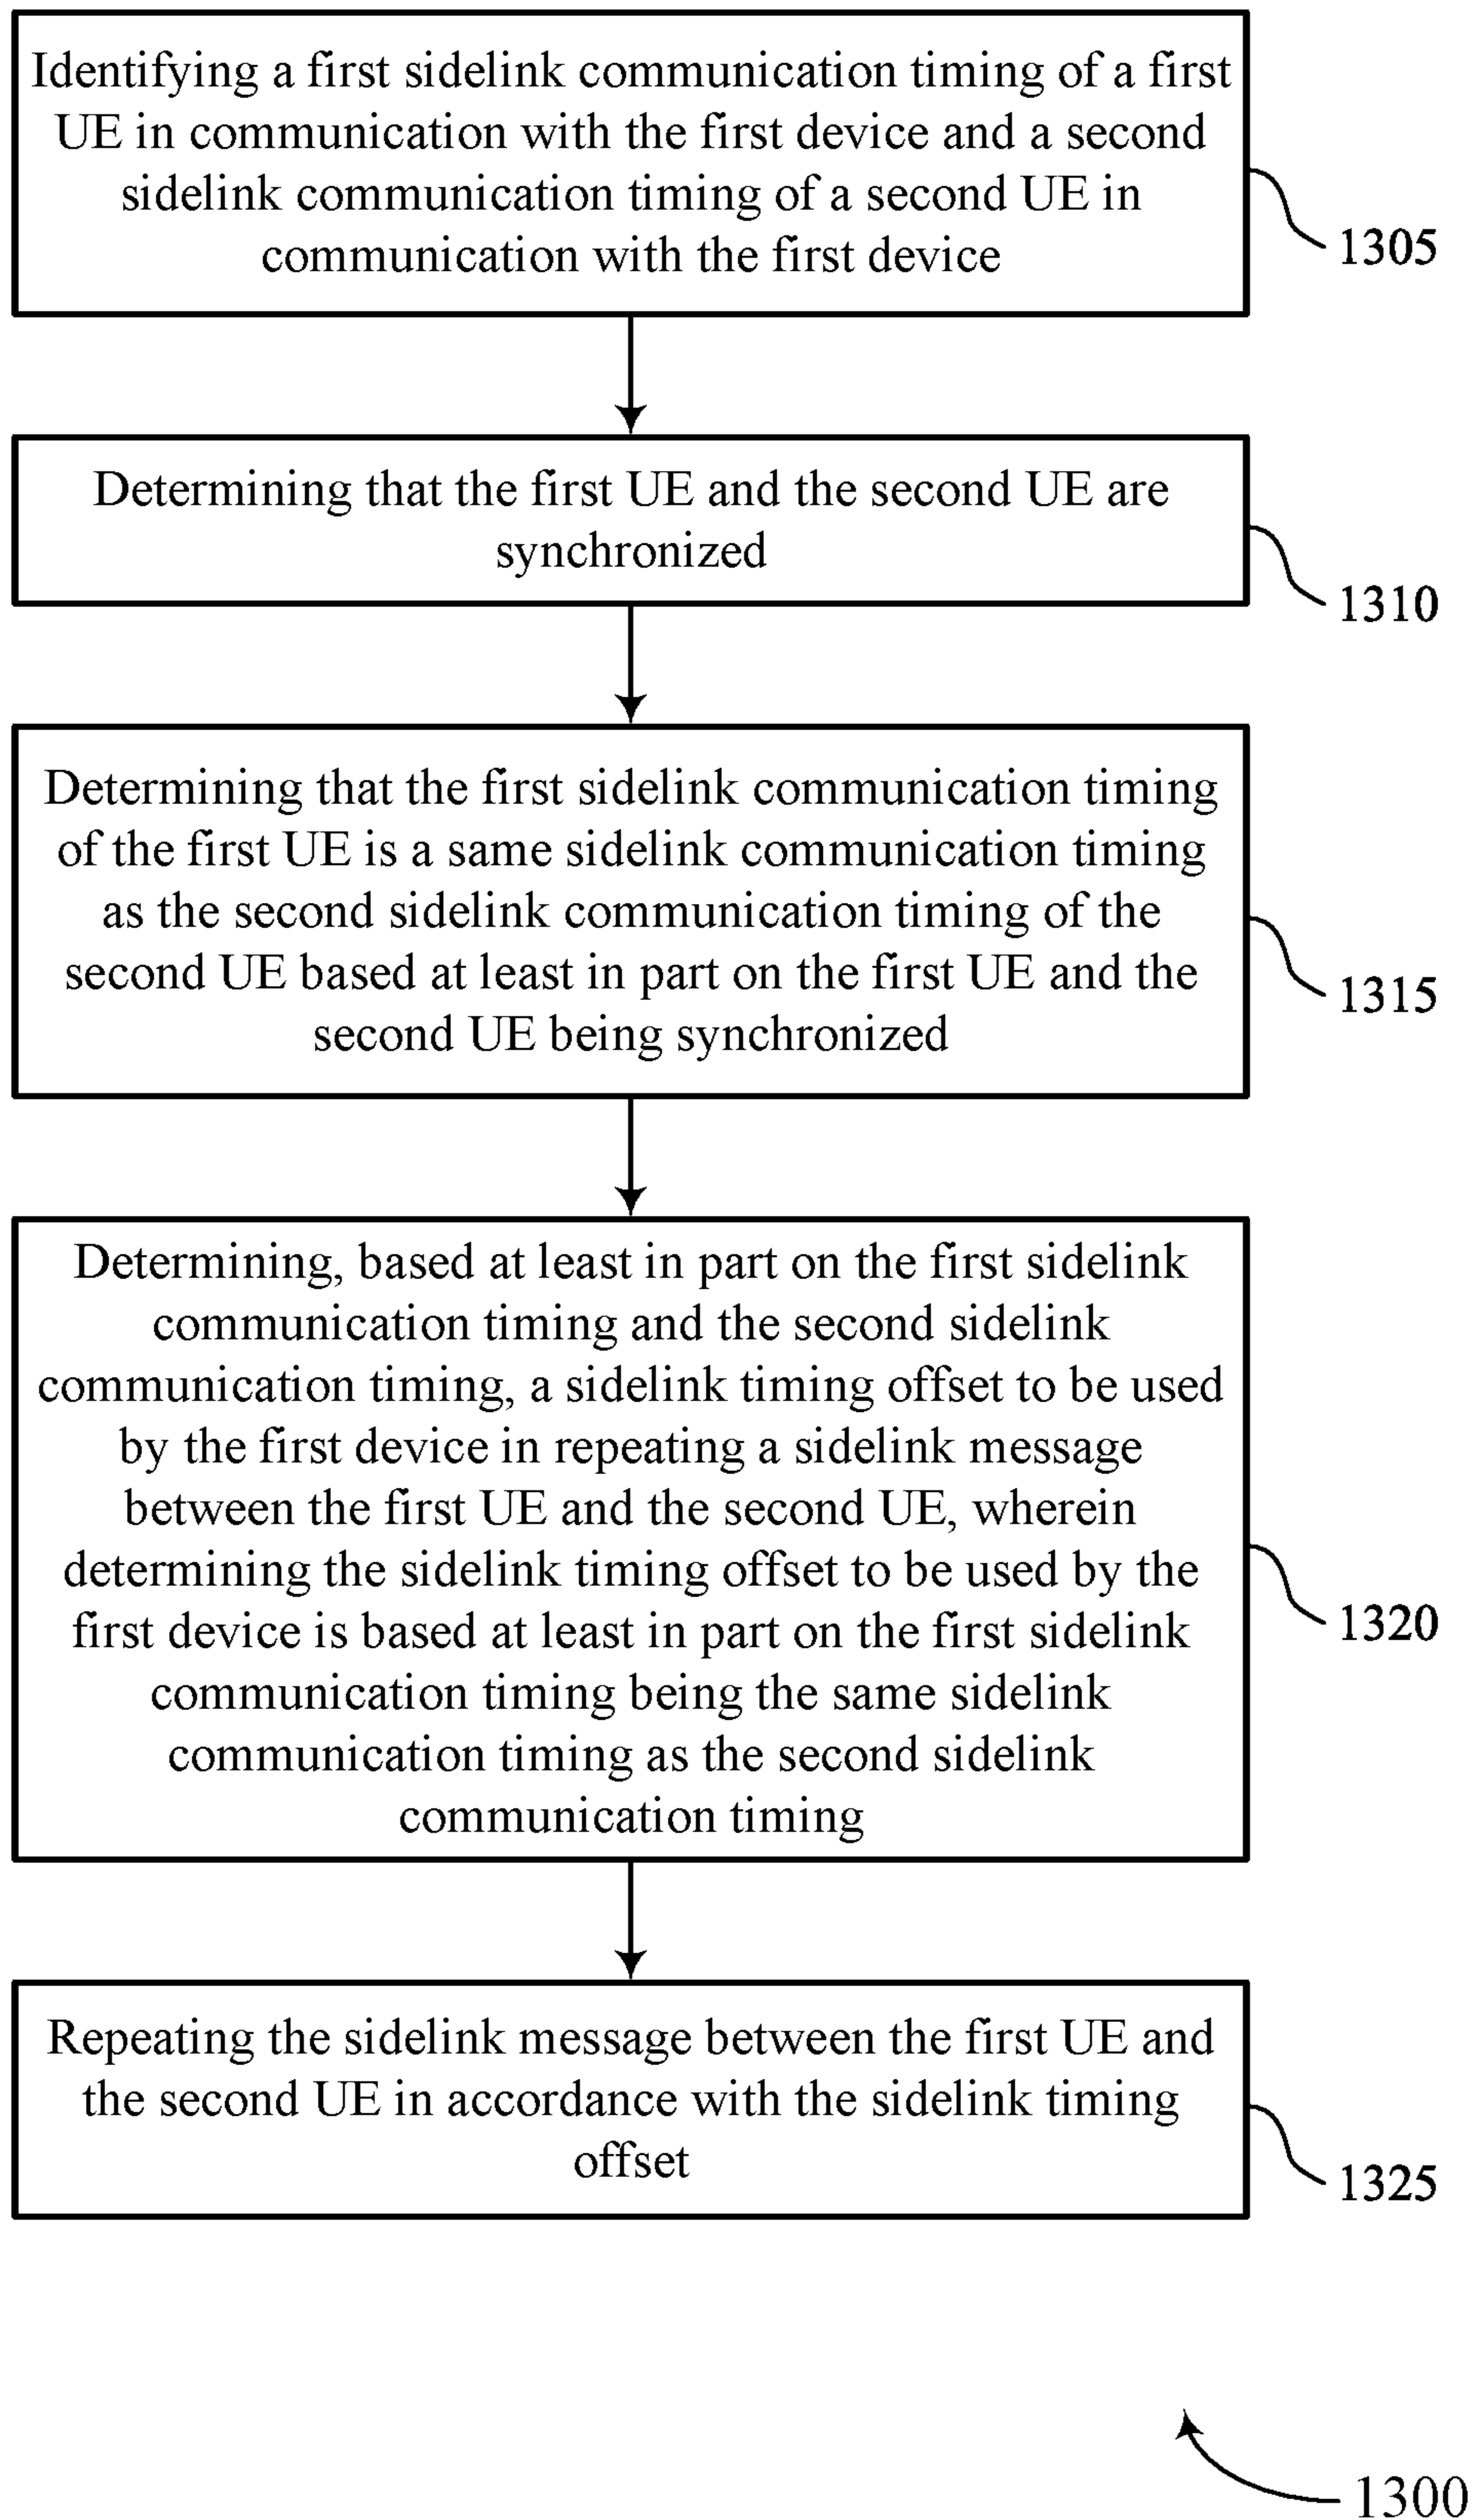 Identifying a first sidelink communication timing of a first
UE in communication with the first device and a second
sidelink communication timing of a second UE in
communication with the first device
1305
Determining that the first UE and the second UE are
synchronized
1310
Determining that the first sidelink communication timing
of the first UE is a same sidelink communication timing
as the second sidelink communication timing of the
second UE based at least in part on the first UE and the
second UE being synchronized
1315
Determining, based at least in part on the first sidelink
communication timing and the second sidelink
communication timing, a sidelink timing offset to be used
by the first device in repeating a sidelink message
between the first UE and the second UE, wherein
determining the sidelink timing offset to be used by the
first device is based at least in part on the first sidelink
communication timing being the same sidelink
communication timing as the second sidelink
communication timing
1320
Repeating the sidelink message between the first UE and
the second UE in accordance with the sidelink timing
offset
1325
1300